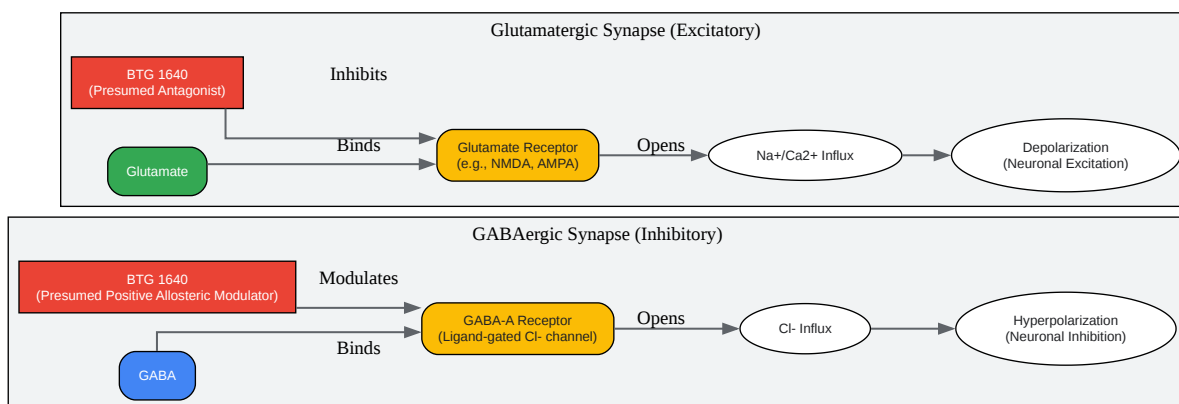 Glutamatergic Synapse (Excitatory)
BTG 1640
(Presumed Antagonist)
Inhibits
Glutamate
Binds
Glutamate Receptor
(e.g., NMDA, AMPA)
Opens
Na+/Ca2+ Influx
Depolarization
(Neuronal Excitation)
GABAergic Synapse (Inhibitory)
BTG 1640
(Presumed Positive Allosteric Modulator)
Modulates
GABA
Binds
GABA-A Receptor
(Ligand-gated Cl- channel)
Opens
Cl- Influx
Hyperpolarization
(Neuronal Inhibition)